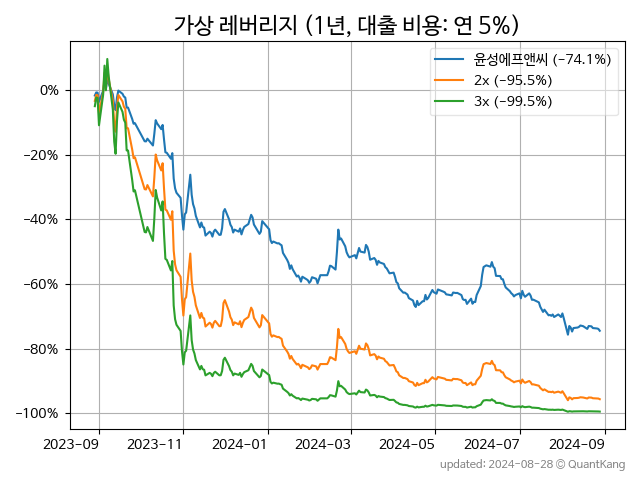 가상 레버리지 (1년, 대출 비용: 연 5%)
윤성에프앤씨 (−74.1%)
2x (−95.5%)
3x (−99.5%)
0%
−20%
−40%
−60%
−80%
−100%
2023-09 2023-11 2024-01 2024-03 2024-05 2024-07 2024-09
updated: 2024-08-28 © QuantKang